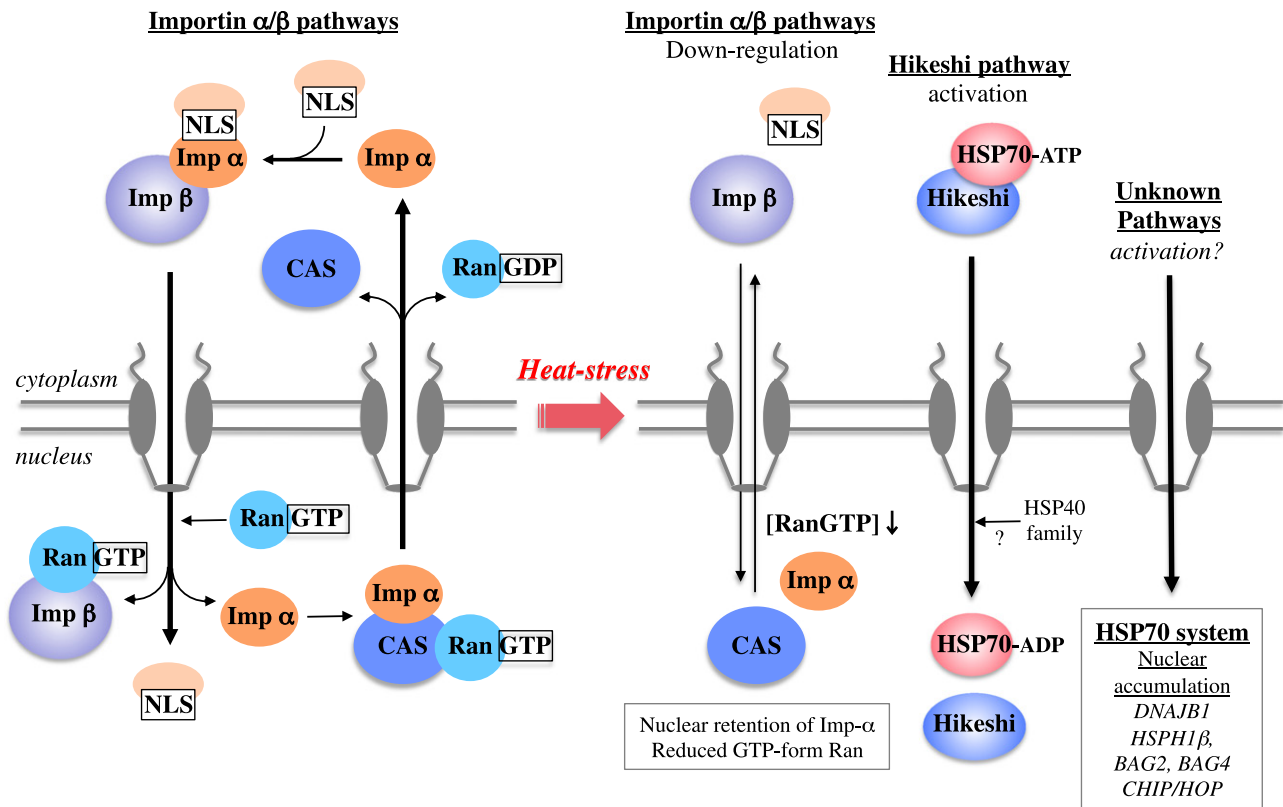 Importin α/β pathways
NLS
NLS
Imp α
Imp α
Imp β
CAS
Ran GDP
cytoplasm
nucleus
Ran GTP
Ran GTP
Imp β
Imp α
Imp α
CAS
Ran GTP
NLS
Heat-stress
Importin α/β pathways
Down-regulation
NLS
Imp β
[RanGTP] ↓
Imp α
CAS
Nuclear retention of Imp-α
Reduced GTP-form Ran
Hikeshi pathway
activation
HSP70-ATP
Hikeshi
HSP40
family
?
HSP70-ADP
Hikeshi
Unknown
Pathways
activation?
HSP70 system
Nuclear
accumulation
DNAJB1
HSPH1β,
BAG2, BAG4
CHIP/HOP